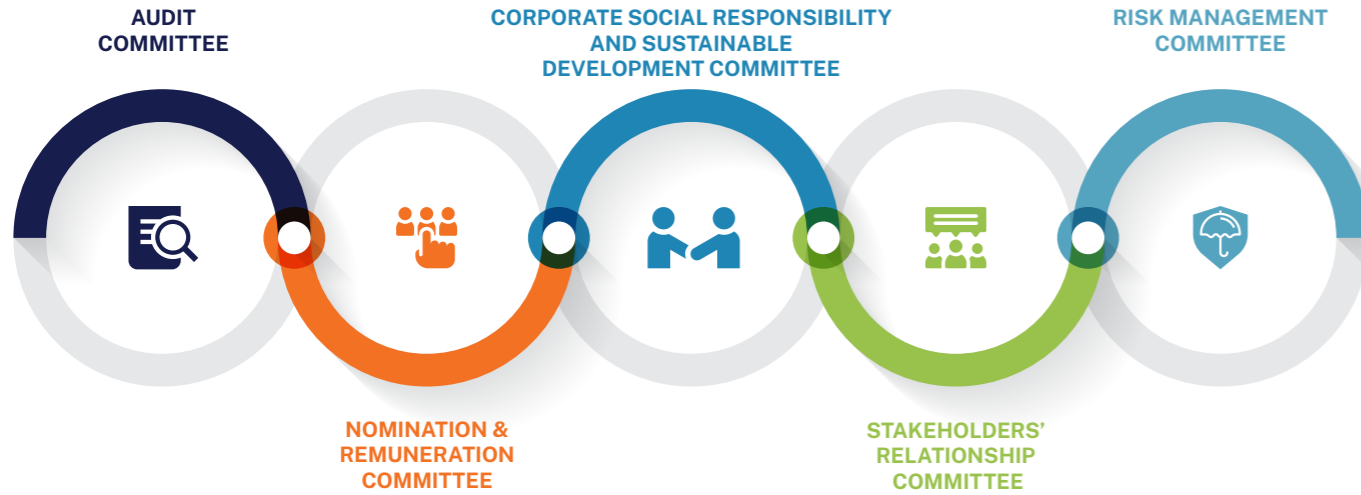 AUDIT
COMMITTEE
CORPORATE SOCIAL RESPONSIBILITY
AND SUSTAINABLE
DEVELOPMENT COMMITTEE
RISK MANAGEMENT
COMMITTEE
NOMINATION &
REMUNERATION
COMMITTEE
STAKEHOLDERS’
RELATIONSHIP
COMMITTEE